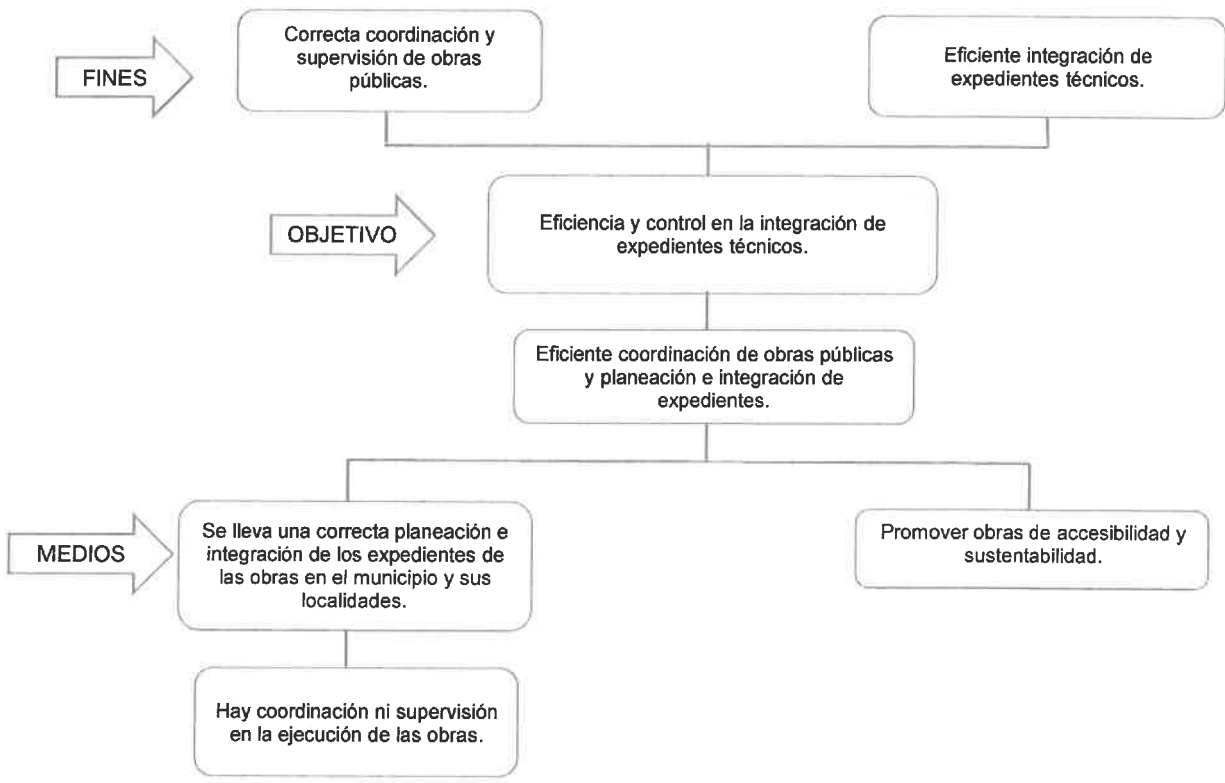 Correcta coordinación y
supervisión de obras
públicas.
Eficiente integración de
expedientes técnicos.
FINES
Eficiencia y control en la integración de
expedientes técnicos.
OBJETIVO
Eficiente coordinación de obras públicas
y planeación e integración de
expedientes.
Se lleva una correcta planeación e
integración de los expedientes de
las obras en el municipio y sus
localidades.
MEDIOS
Promover obras de accesibilidad y
sustentabilidad.
Hay coordinación ni supervisión
en la ejecución de las obras.